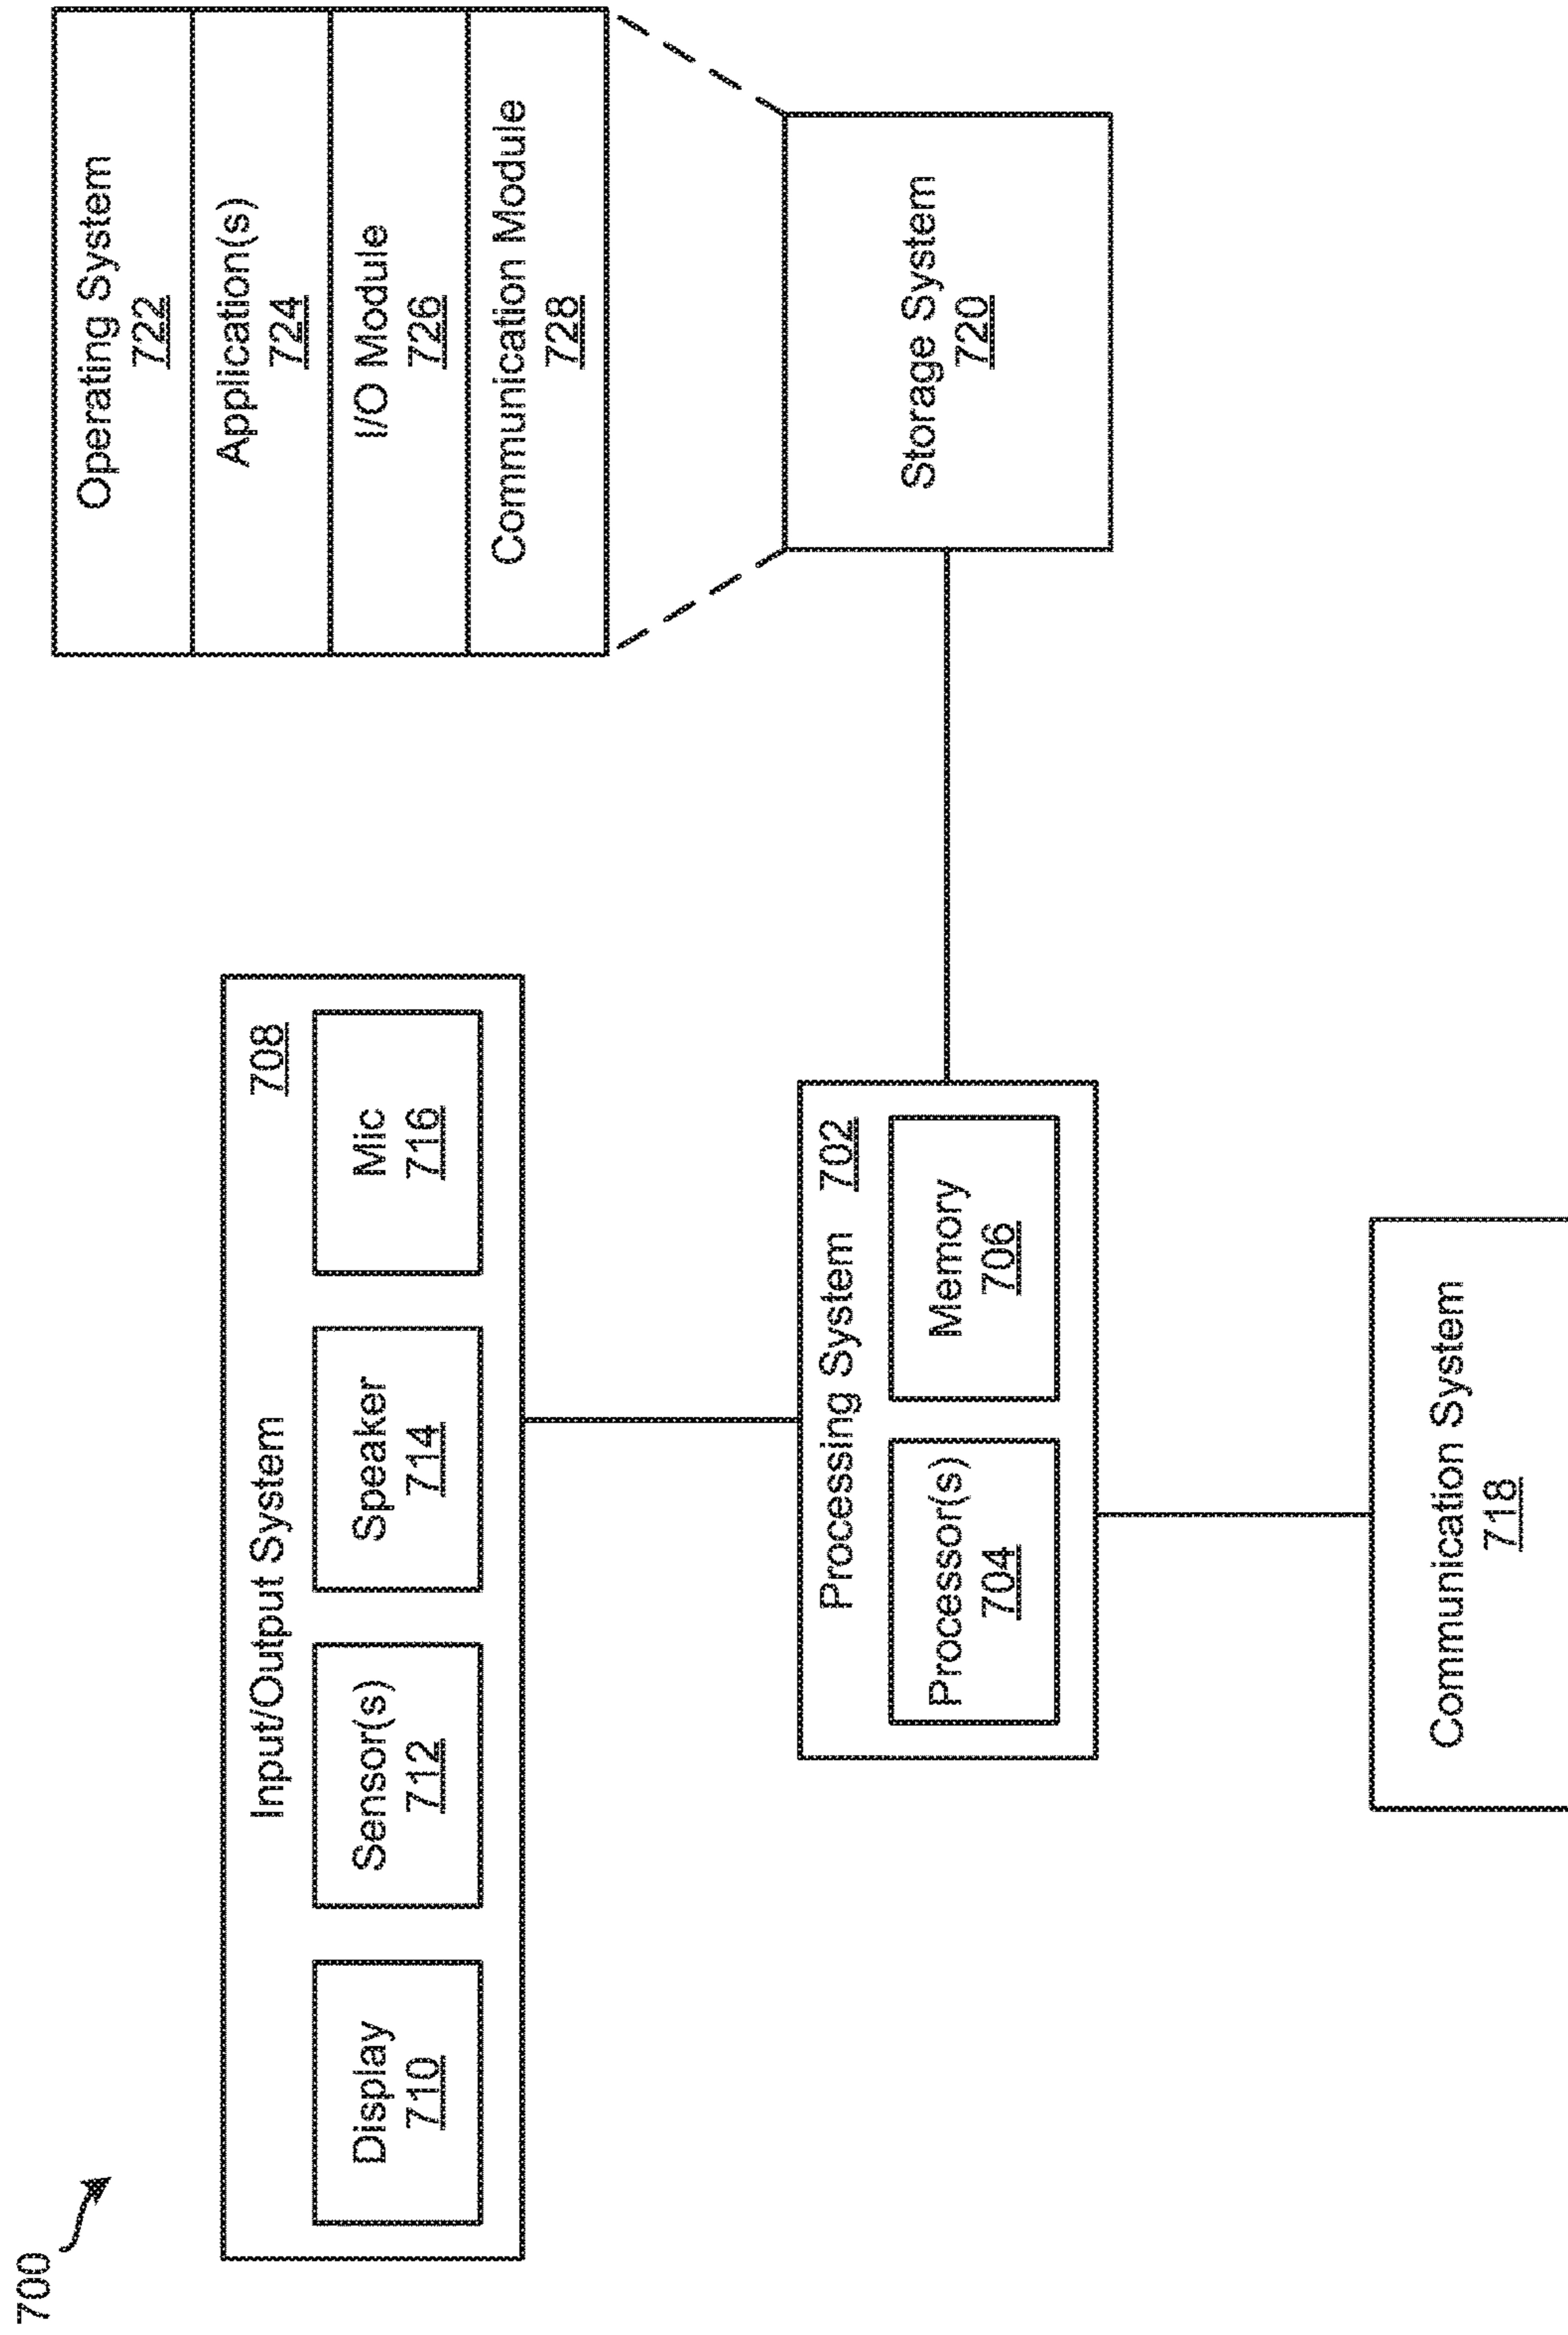 700
Input/Output System
708
Display
710
Sensor(s)
712
Speaker
714
Mic
716
Operating System
722
Application(s)
724
I/O Module
726
Communication Module
728
Processing System
702
Processor(s)
704
Memory
706
Storage System
720
Communication System
718